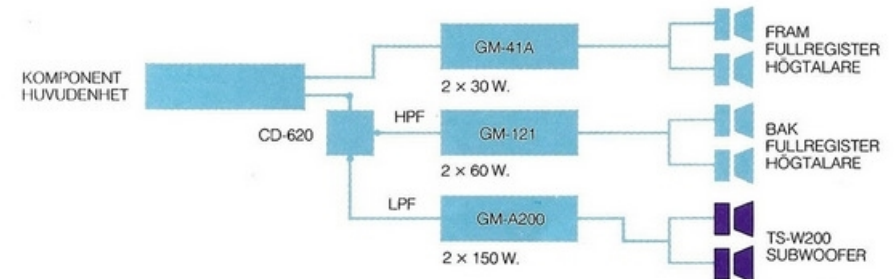 KOMPONENT
HUVUDENHET
CD-620
HPF
LPF
GM-41A
2 × 30 W.
GM-121
2 × 60 W.
GM-A200
2 × 150 W.
FRAM
FULLREGISTER
HÖGTALARE
BAK
FULLREGISTER
HÖGTALARE
TS-W200
SUBWOOFER